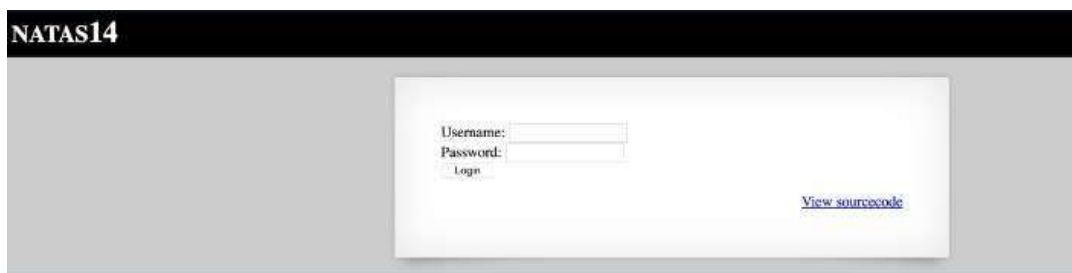 NATAS14
Username:
Password:
Login
View sourcecode